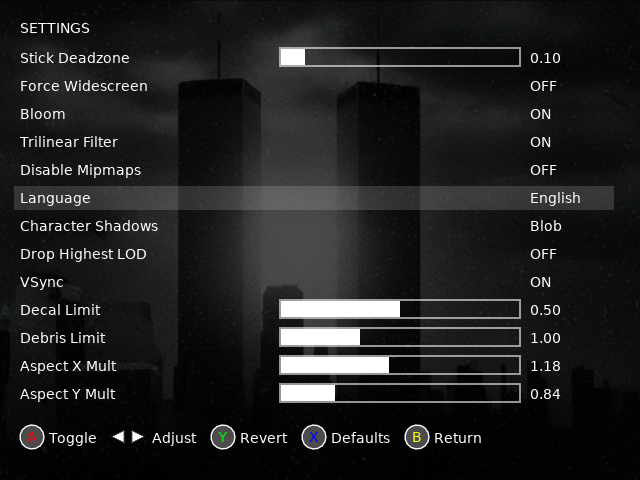 SETTINGS
Stick Deadzone 0.10
Force Widescreen OFF
Bloom ON
Trilinear Filter ON
Disable Mipmaps OFF
Language English
Character Shadows Blob
Drop Highest LOD OFF
VSync ON
Decal Limit 0.50
Debris Limit 1.00
Aspect X Mult 1.18
Aspect Y Mult 0.84
A Toggle Adjust Y Revert X Defaults B Return